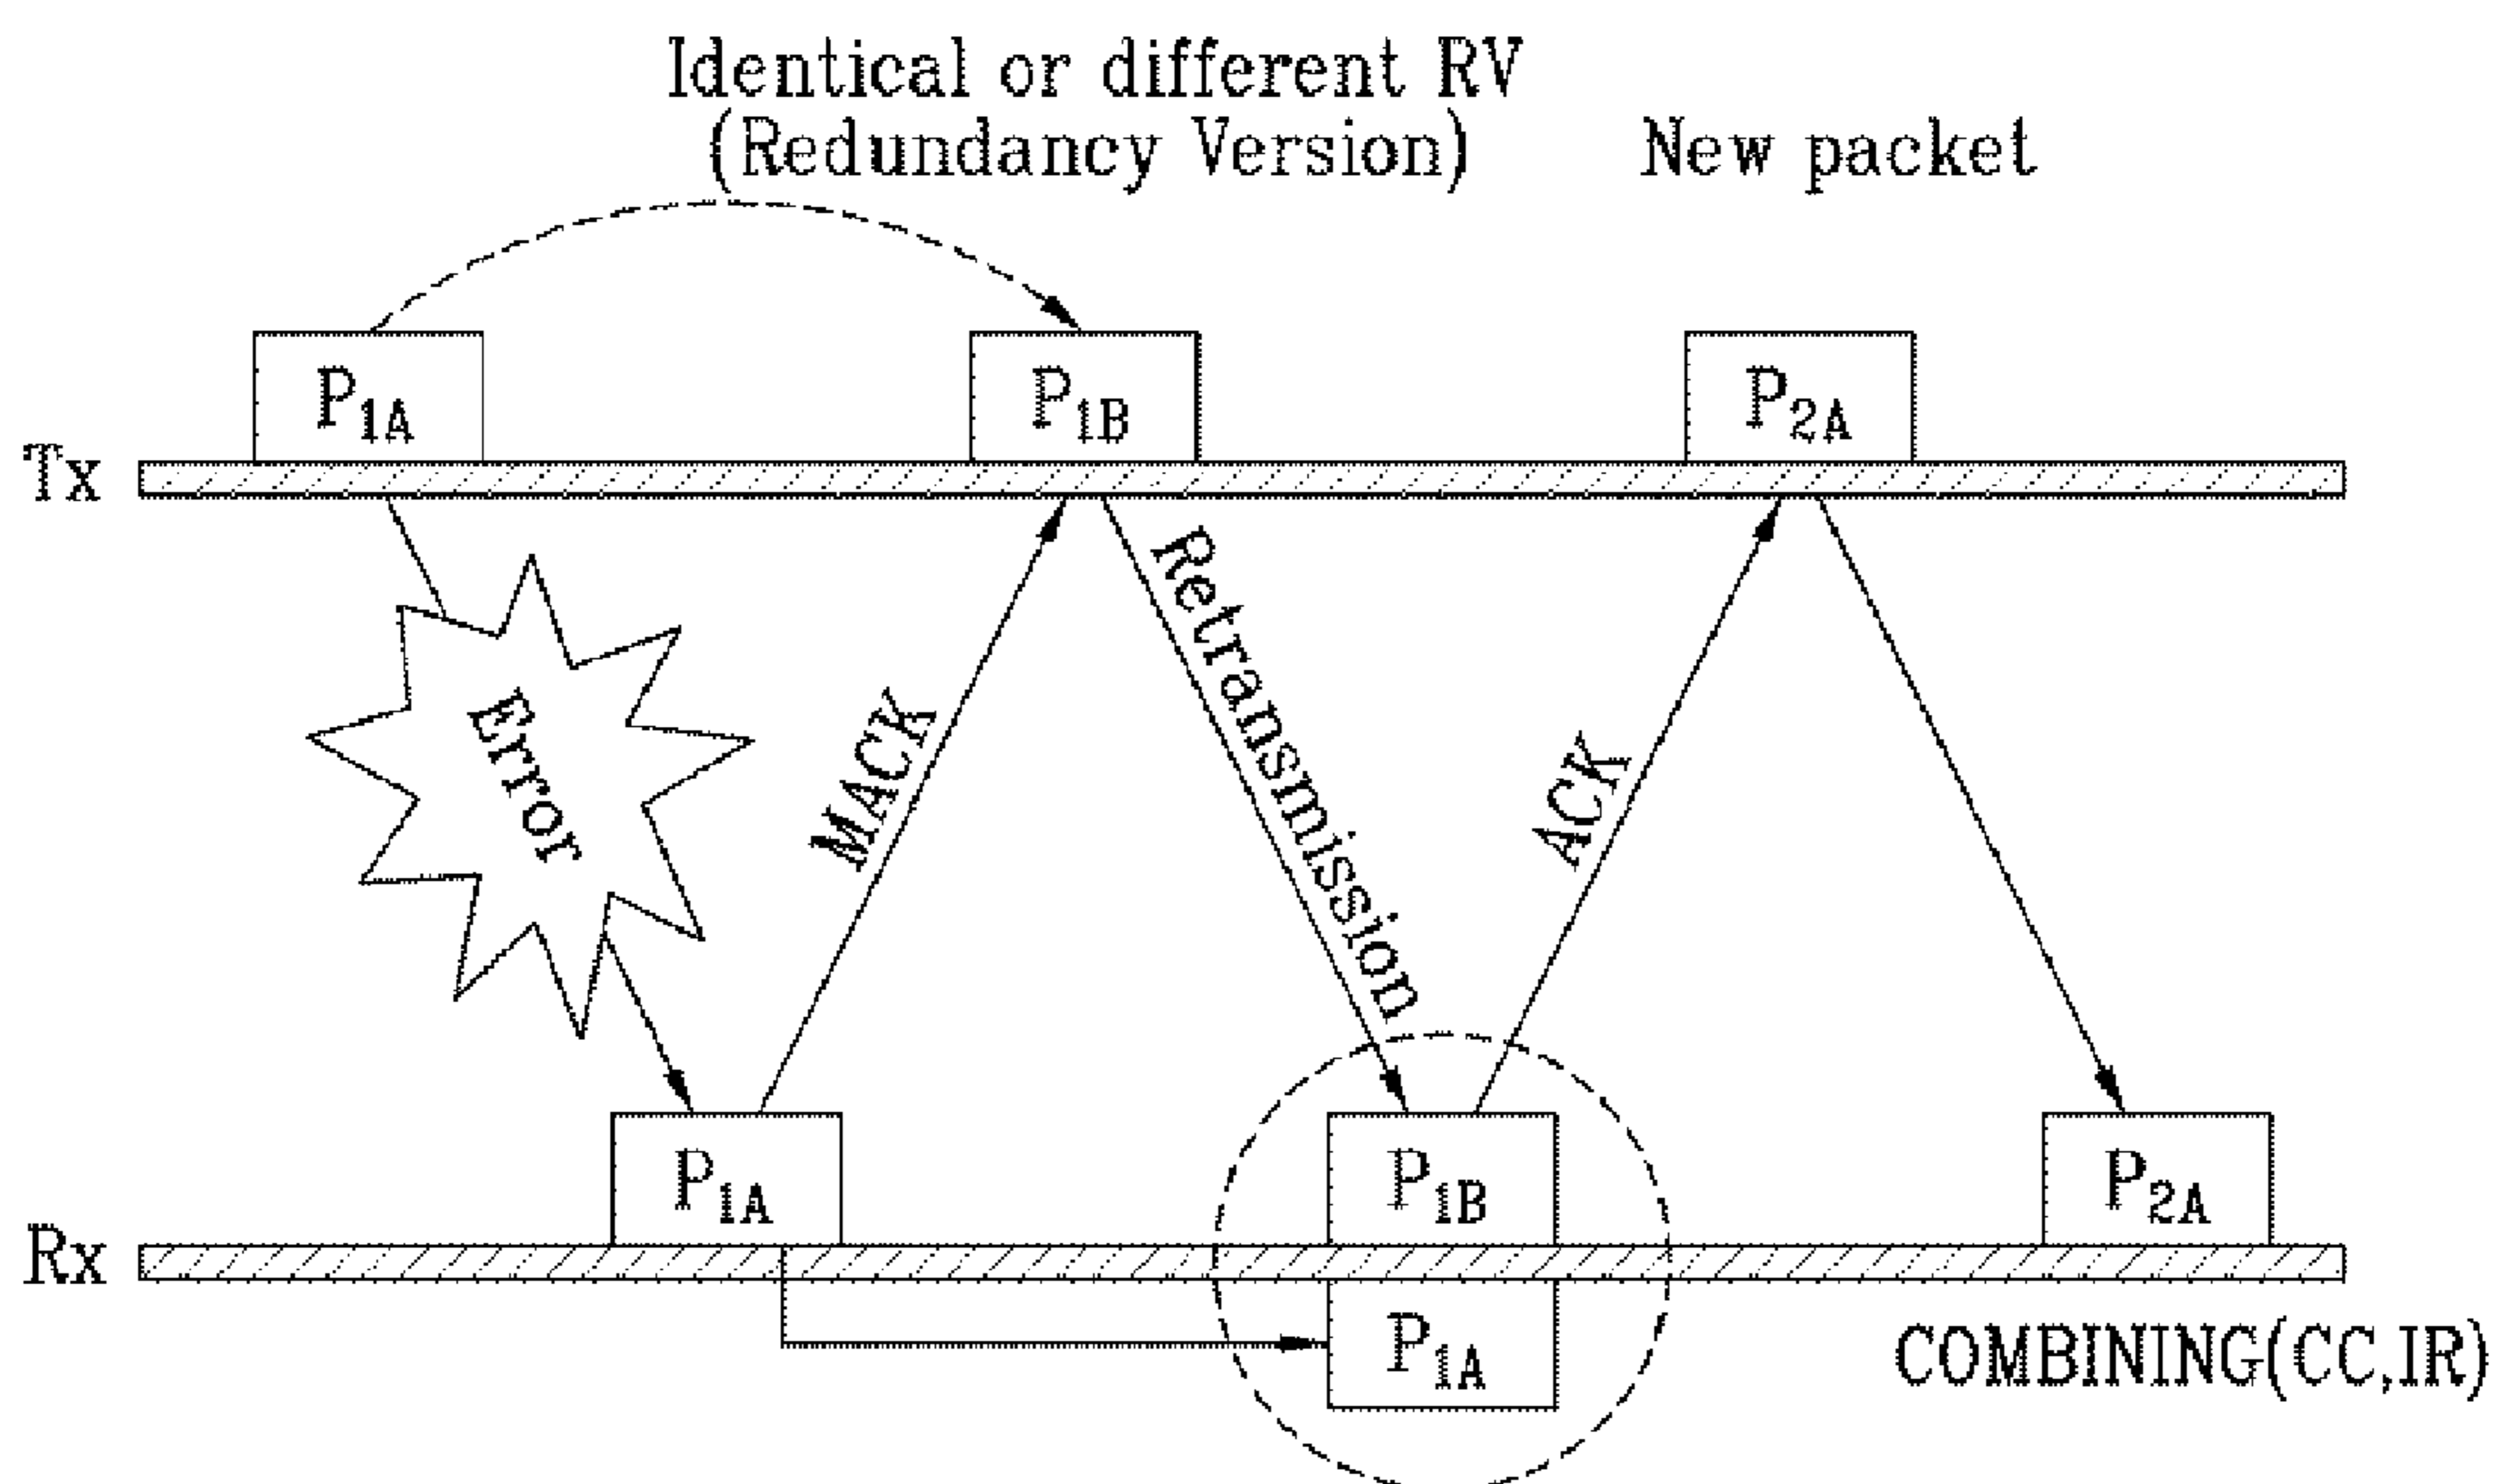 Identical or different RV
(Redundancy Version)
New packet
P1A
P1B
P2A
Tx
Error
MACK
Retransmission
ACK
P1A
P1B
P2A
Rx
P1A
COMBINING(CC,IR)